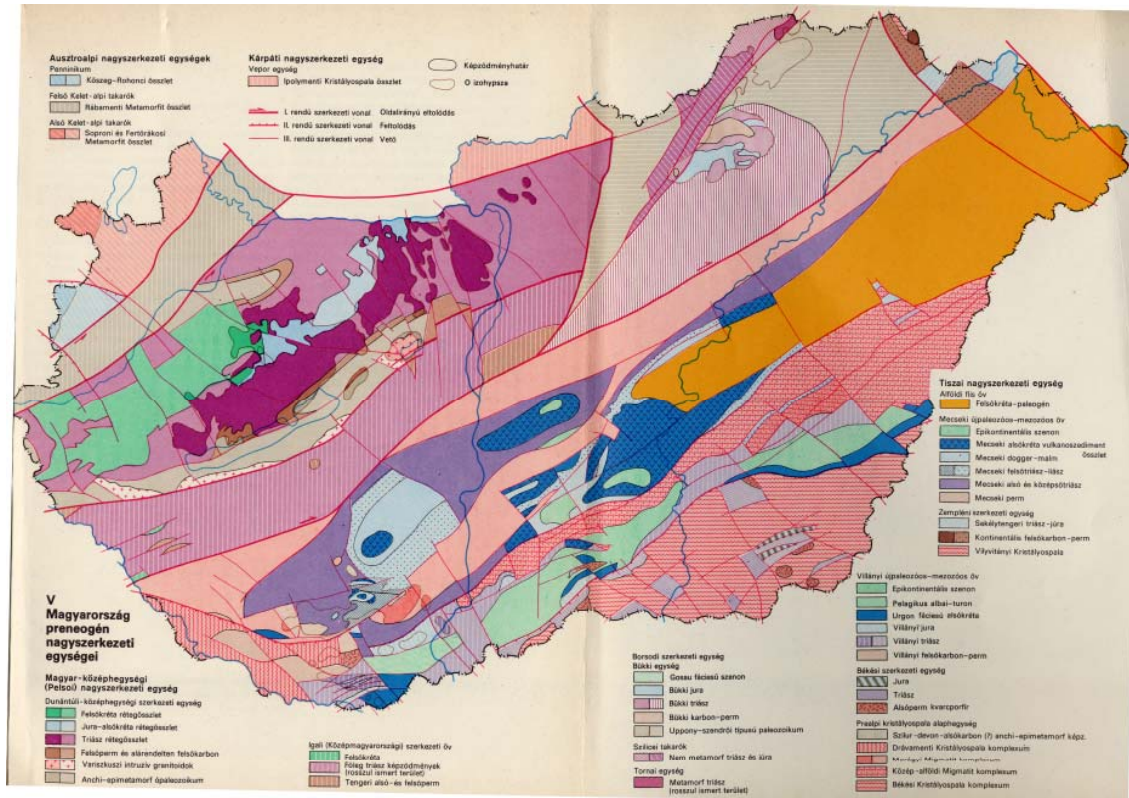 Ausztroalpi nagyszerkezeti egységek
Penninikum
Kőszeg–Rohonci összlet
Felső Kelet-alpi takarók
Rábamenti Metamorfit összlet
Alsó Kelet-alpi takarók
Soproni és Fertőrákosi
Metamorfit összlet
Kárpáti nagyszerkezeti egység
Vepor egység
Ipolymenti Kristályospala összlet
I. rendü szerkezeti vonal Oldalirányú eltolódás
II. rendü szerkezeti vonal Feltolódás
III. rendü szerkezeti vonal Vető
Képződményhatár
O izohypsza
Tiszai nagyszerkezeti egység
Alföldi flis öv
Felsőkréta–paleogén
Mecseki újpaleozóos–mezozóos öv
Epikontinentális szenon
Mecseki alsókréta vulkanoszediment
összlet
Mecseki dogger–malm
Mecseki felsőtriász–liász
Mecseki alsó és középsőtriász
Mecseki perm
Zempléni szerkezeti egység
Sekélytengeri triász-júra
Kontinentális felsőkarbon–perm
Vilyvitányi Kristályospala
Villányi újpaleozóos–mezozóos öv
Epikontinentális szenon
Pelagikus albai–turon
Urgon fáciesű alsókréta
Villányi jura
Villányi triász
Villányi felsőkarbon–perm
Békési szerkezeti egység
Jura
Triász
Alsóperm kvarcporfir
Prealpi kristályospala alaphegység
Szilur–devon–alsókarbon (?) anchi–epimetamorf képz.
Drávamenti Kristályospala komplexum
Közép-alföldi Migmatit komplexum
Békési Kristályospala komplexum
V
Magyarország
preneogén
nagyszerkezeti
egységei
Magyar–középhegységi
(Pelsoi) nagyszerkezeti egység
Dunántúli–középhegységi szerkezeti egység
Felsőkréta rétegösszlet
Jura–alsókréta rétegösszlet
Triász rétegösszlet
Felsőperm és alárendelten felsőkarbon
Variszkuszi intruzív granitoidok
Anchi–epimetamorf ópaleozoikum
Igali (Középmagyarországi) szerkezeti öv
Felsőkréta
Főleg triász képződmények
(rosszul ismert terület)
Tengeri alsó–és felsőperm
Borsodi szerkezeti egység
Bükki egység
Gosau fáciesű szenon
Bükki jura
Bükki triász
Bükki karbon–perm
Uppony–szendrői típusu paleozoikum
Szilicei takarók
Nem metamorf triász és júra
Tornai egység
Metamorf triász
(rosszul ismert terület)